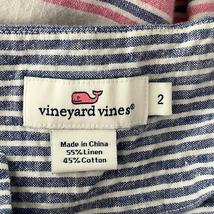 vineyard vines®
2
Made in China
55% Linen
45% Cotton